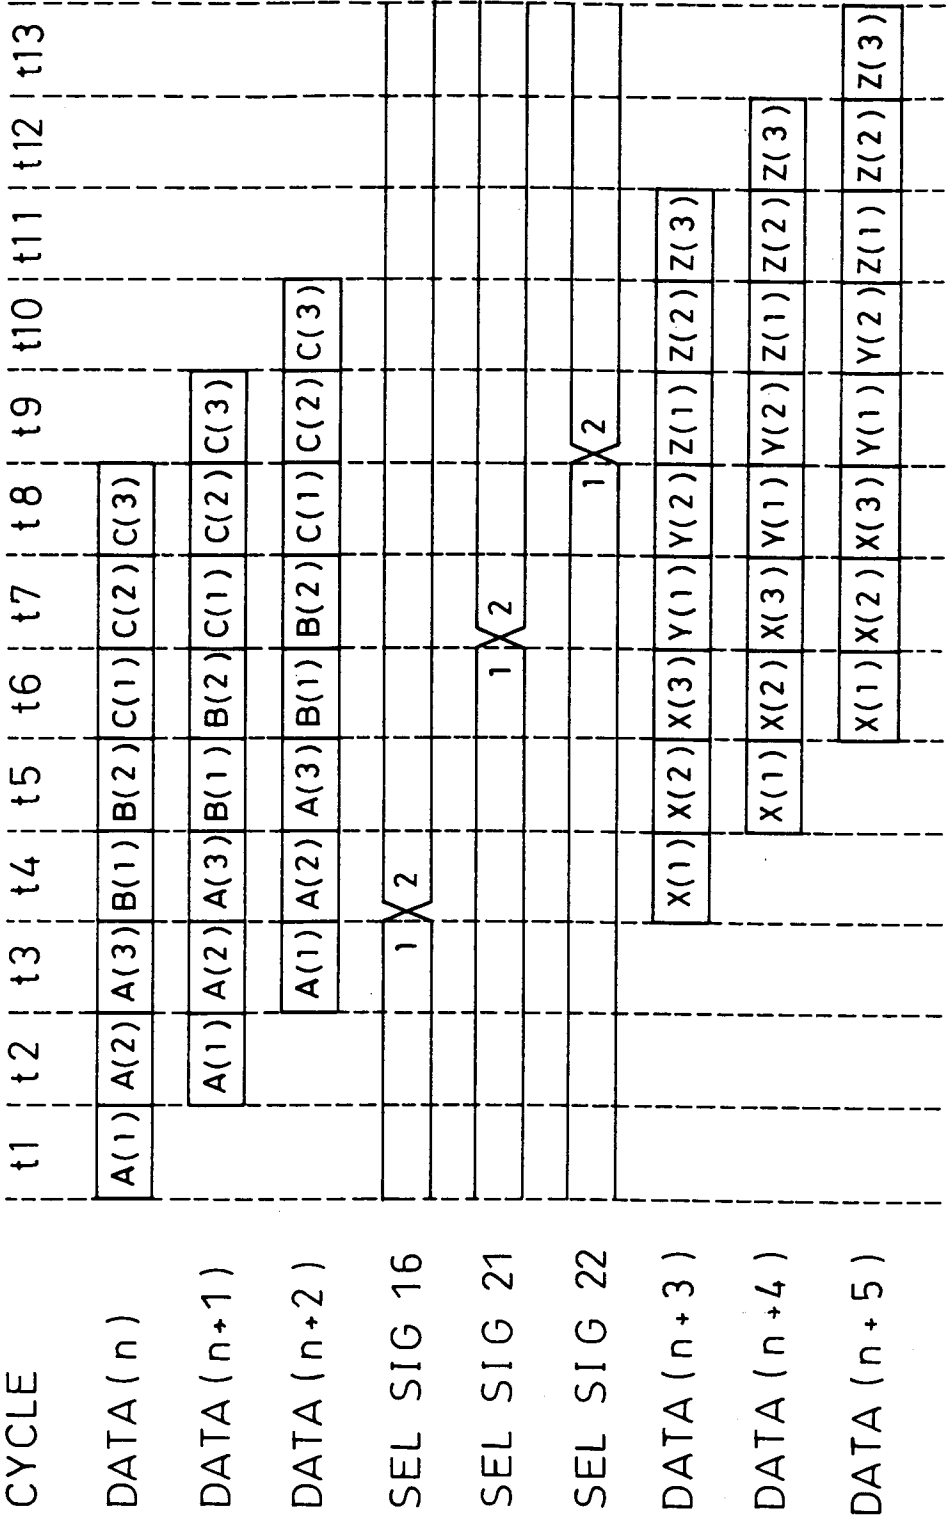 CYCLE t1 t2 t3 t4 t5 t6 t7 t8 t9 t10 t11 t12 t13
DATA (n) A(1) A(2) A(3) B(1) B(2) C(1) C(2) C(3)
DATA (n+1) A(1) A(2) A(3) B(1) B(2) C(1) C(2) C(3)
DATA (n+2) A(1) A(2) A(3) B(1) B(2) C(1) C(2) C(3)
SEL SIG 16 1 2
SEL SIG 21 1 2
SEL SIG 22 1 2
DATA (n+3) X(1) X(2) X(3) Y(1) Y(2) Z(1) Z(2) Z(3)
DATA (n+4) X(1) X(2) X(3) Y(1) Y(2) Z(1) Z(2) Z(3)
DATA (n+5) X(1) X(2) X(3) Y(1) Y(2) Z(1) Z(2) Z(3)